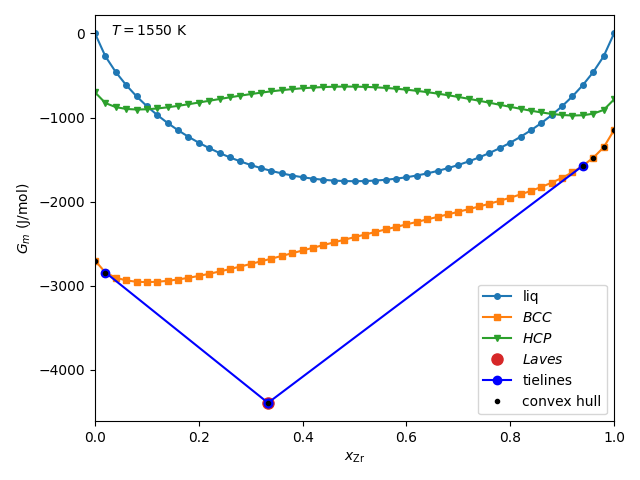 T = 1550 K
0
−1000
−2000
−3000
−4000
G_m (J/mol)
0.0 0.2 0.4 0.6 0.8 1.0
x_Zr
liq
BCC
HCP
Laves
tielines
convex hull